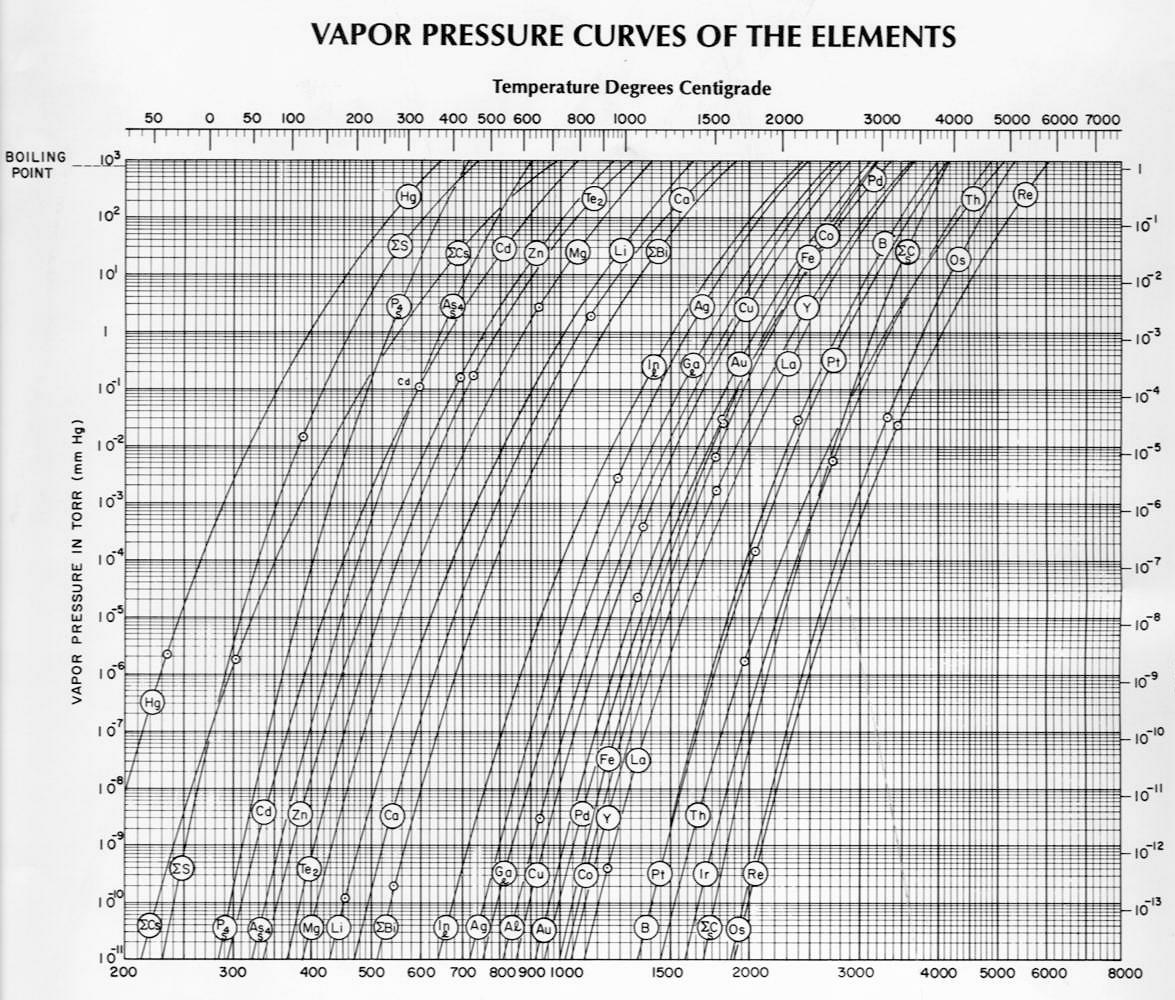 VAPOR PRESSURE CURVES OF THE ELEMENTS
Temperature Degrees Centigrade
50 0 50 100 200 300 400 500 600 800 1000 1500 2000 3000 4000 5000 6000 7000
BOILING
POINT
10³ 1
Pd
Hg Te₂ Ca Th Re
10² 10⁻¹
ΣS ΣCs Cd Zn Mg Li ΣBi Co Fe B ΣC s Os
10¹ 10⁻²
P₄ s As₄ s Ag Cu Y
1 10⁻³
In ℓ Ga ℓ Au La Pt
Cd
10⁻¹ 10⁻⁴
10⁻² 10⁻⁵
10⁻³ 10⁻⁶
10⁻⁴ 10⁻⁷
10⁻⁵ 10⁻⁸
10⁻⁶ 10⁻⁹
Hg
10⁻⁷ 10⁻¹⁰
Fe La
10⁻⁸ 10⁻¹¹
Cd Zn Ca Pd Y Th
10⁻⁹ 10⁻¹²
ΣS Te₂ Ga ℓ Cu Co Pt Ir Re
10⁻¹⁰ 10⁻¹³
ΣCs P₄ s As₄ s Mg Li ΣBi In ℓ Ag Aℓ Au B ΣC s Os
10⁻¹¹
200 300 400 500 600 700 800 900 1000 1500 2000 3000 4000 5000 6000 8000
VAPOR PRESSURE IN TORR (mm Hg)